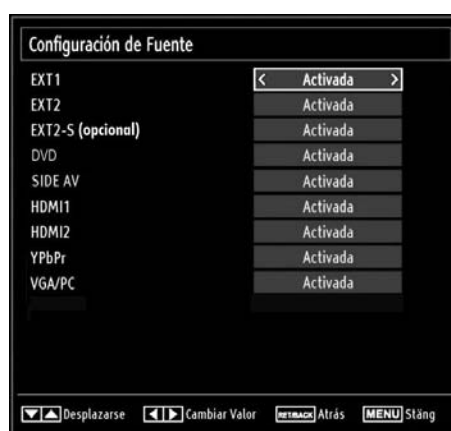 Configuración de Fuente
EXT1 < Activada >
EXT2 Activada
EXT2-S (opcional) Activada
DVD Activada
SIDE AV Activada
HDMI1 Activada
HDMI2 Activada
YPbPr Activada
VGA/PC Activada
Desplazarse Cambiar Valor Atrás MENU Stäng